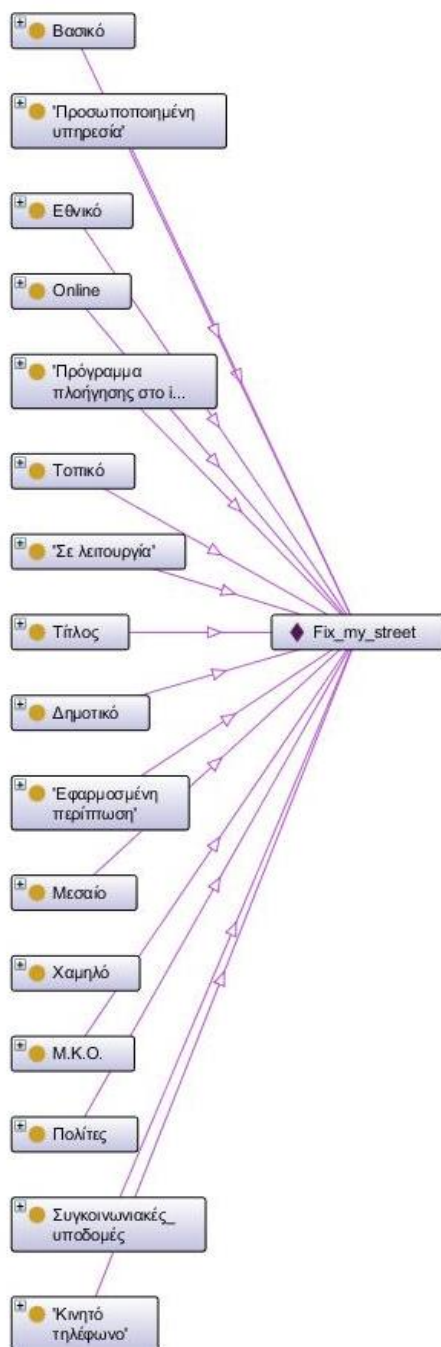 Βασικό
'Προσωποποιημένη
υπηρεσία'
Εθνικό
Online
'Πρόγραμμα
πλοήγησης στο i...
Τοπικό
'Σε λειτουργία'
Fix_my_street
Τίτλος
Δημοτικό
'Εφαρμοσμένη
περίπτωση'
Μεσαίο
Χαμηλό
Μ.Κ.Ο.
Πολίτες
Συγκοινωνιακές_
υποδομές
'Κινητό
τηλέφωνο'